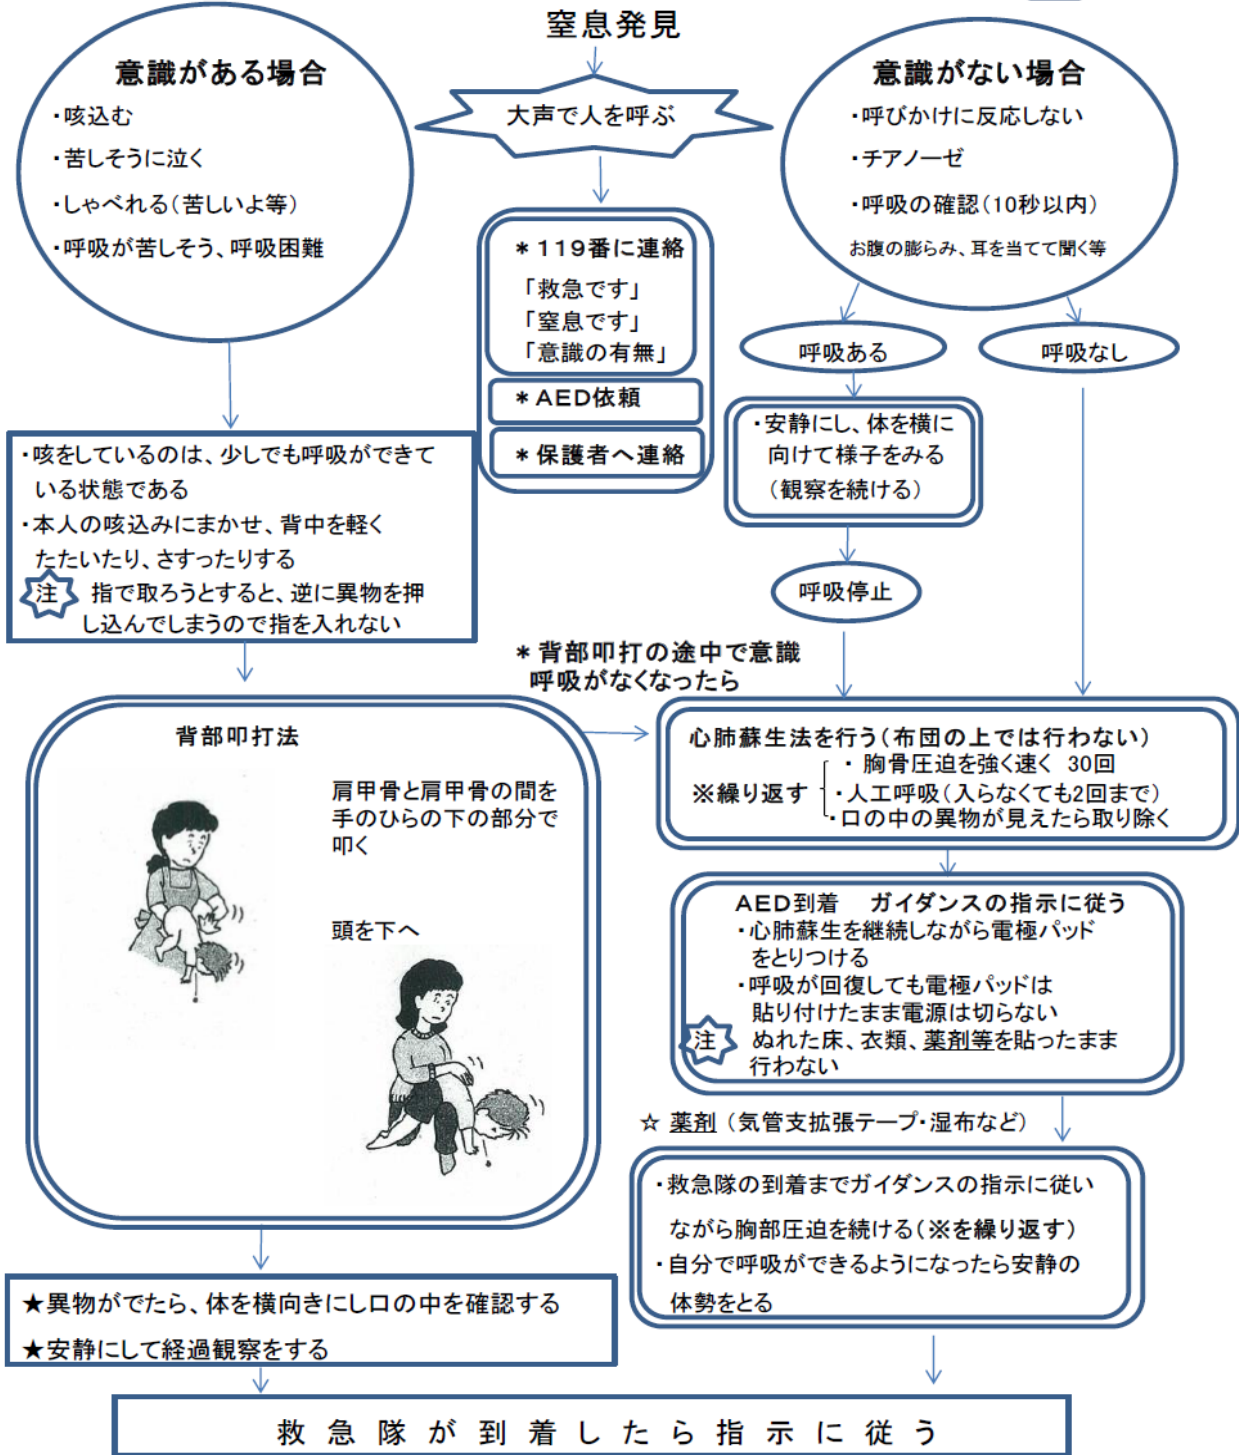 窒息発見
大声で人を呼ぶ
意識がある場合
・咳込む
・苦しそうに泣く
・しゃべれる（苦しいよ等）
・呼吸が苦しそう、呼吸困難
＊119番に連絡
「救急です」
「窒息です」
「意識の有無」
＊AED依頼
＊保護者へ連絡
意識がない場合
・呼びかけに反応しない
・チアノーゼ
・呼吸の確認（10秒以内）
お腹の膨らみ、耳を当てて聞く等
呼吸ある
呼吸なし
・安静にし、体を横に
向けて様子をみる
（観察を続ける）
呼吸停止
・咳をしているのは、少しでも呼吸ができて
いる状態である
・本人の咳込みにまかせ、背中を軽く
たたいたり、さすったりする
注 指で取ろうとすると、逆に異物を押
し込んでしまうので指を入れない
＊背部叩打の途中で意識
呼吸がなくなったら
背部叩打法
肩甲骨と肩甲骨の間を
手のひらの下の部分で
叩く
頭を下へ
心肺蘇生法を行う（布団の上では行わない）
・胸骨圧迫を強く速く 30回
※繰り返す ・人工呼吸（入らなくても2回まで）
・口の中の異物が見えたら取り除く
AED到着 ガイダンスの指示に従う
・心肺蘇生を継続しながら電極パッド
をとりつける
・呼吸が回復しても電極パッドは
貼り付けたまま電源は切らない
注 ぬれた床、衣類、薬剤等を貼ったまま
行わない
☆ 薬剤（気管支拡張テープ・湿布など）
・救急隊の到着までガイダンスの指示に従い
ながら胸部圧迫を続ける（※を繰り返す）
・自分で呼吸ができるようになったら安静の
体勢をとる
★異物がでたら、体を横向きにし口の中を確認する
★安静にして経過観察をする
救急隊が到着したら指示に従う